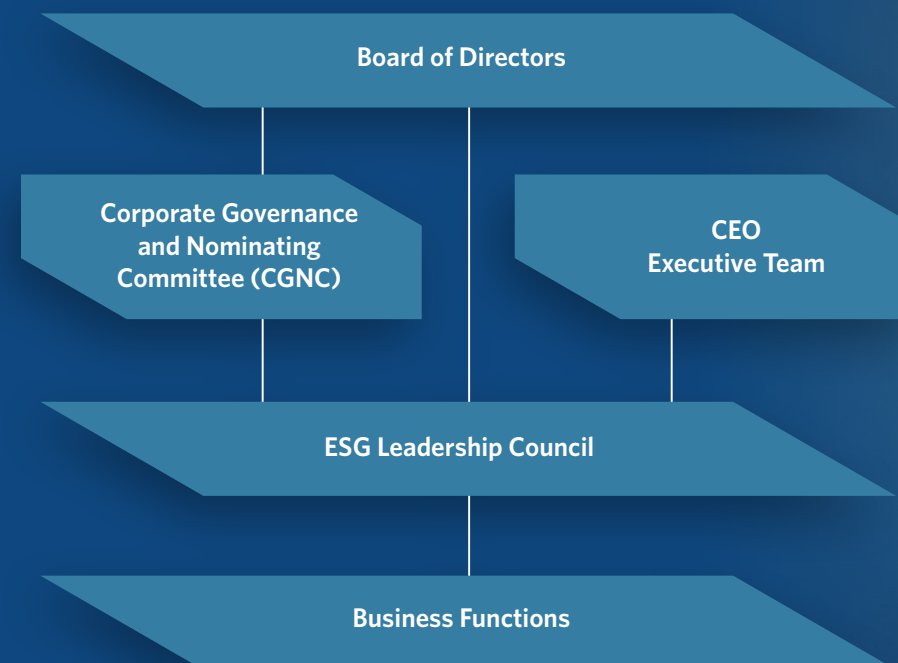 Board of Directors
Corporate Governance
and Nominating
Committee (CGNC)
CEO
Executive Team
ESG Leadership Council
Business Functions